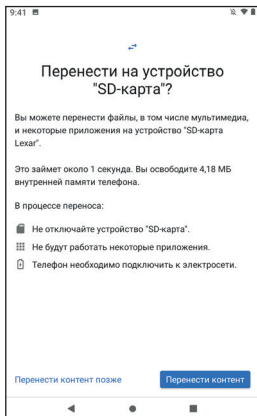 9:41
Перенести на устройство
"SD-карта"?
Вы можете перенести файлы, в том числе мультимедиа,
и некоторые приложения на устройство "SD-карта
Lexar".
Это займет около 1 секунда. Вы освободите 4,18 МБ
внутренней памяти телефона.
В процессе переноса:
Не отключайте устройство "SD-карта".
Не будут работать некоторые приложения.
Телефон необходимо подключить к электросети.
Перенести контент позже
Перенести контент